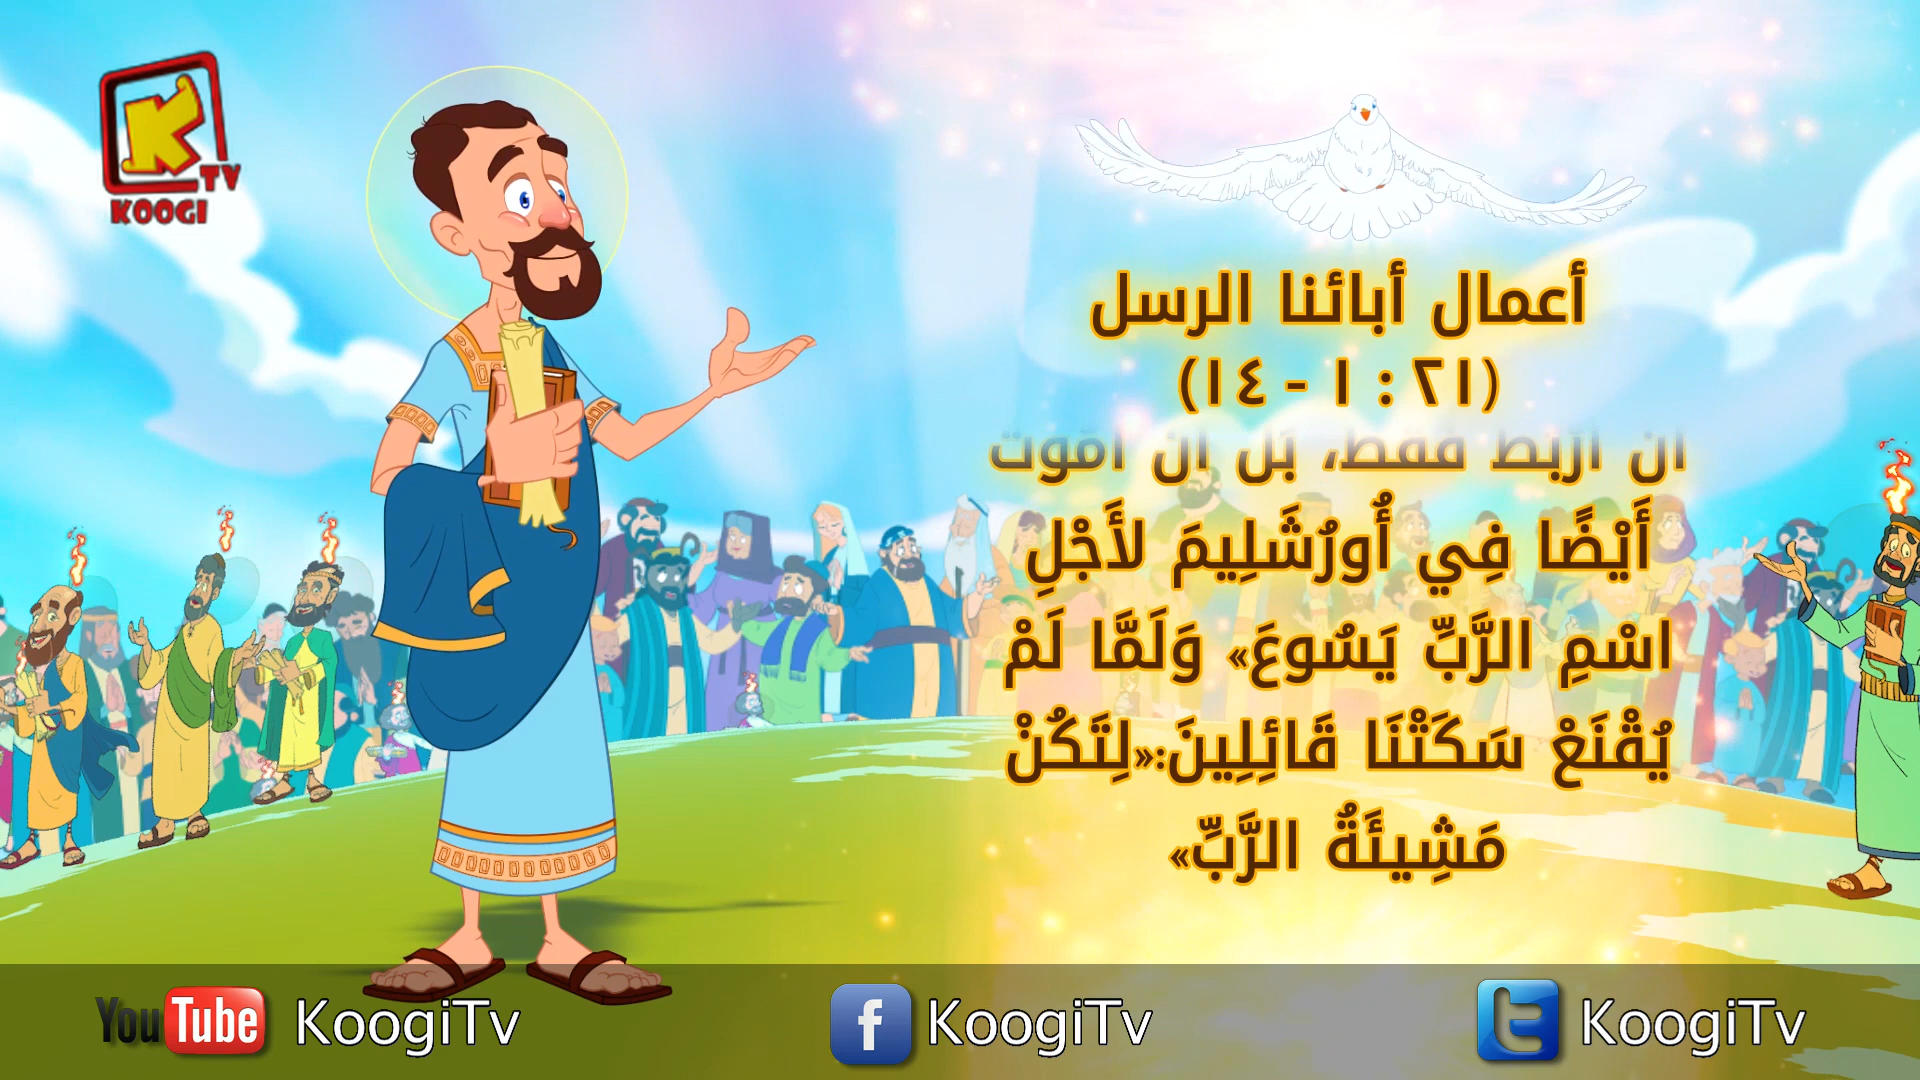 K
TV
KOOGI
أعمال أبائنا الرسل
(٢١ : ١ - ١٤)
أن أربط فقط، بل أن أموت
أَيْضًا فِي أُورُشَلِيمَ لأَجْلِ
اسْمِ الرَّبِّ يَسُوعَ» وَلَمَّا لَمْ
يُقْنَعْ سَكَتْنَا قَائِلِينَ:«لِتَكُنْ
مَشِيئَةُ الرَّبِّ»
YouTube KoogiTv
f KoogiTv
t KoogiTv